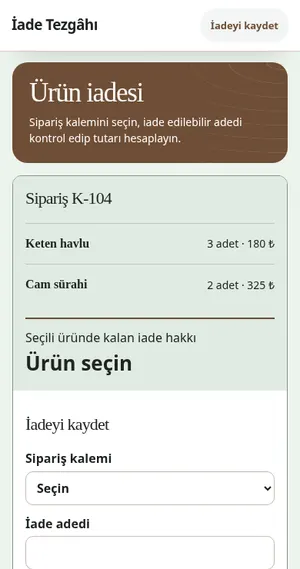 İade Tezgâhı
İadeyi kaydet
Ürün iadesi
Sipariş kalemini seçin, iade edilebilir adedi
kontrol edip tutarı hesaplayın.
Sipariş K-104
Keten havlu 3 adet · 180 ₺
Cam sürahi 2 adet · 325 ₺
Seçili üründe kalan iade hakkı
Ürün seçin
İadeyi kaydet
Sipariş kalemi
Seçin
İade adedi